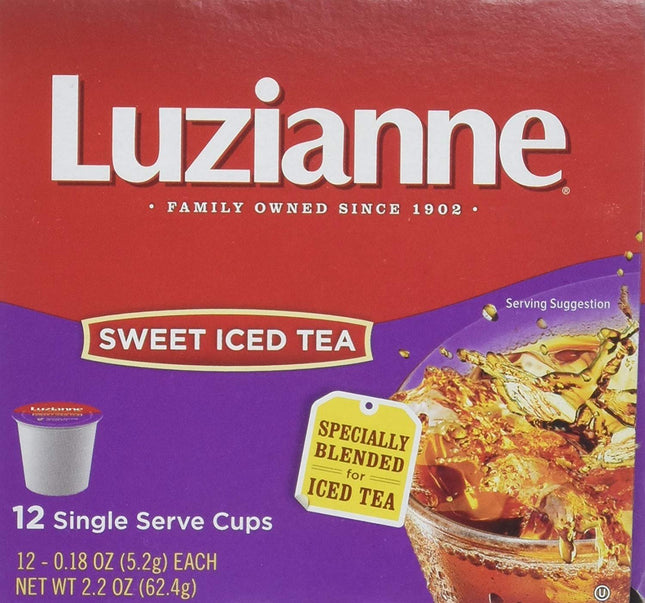 Luzianne®
· FAMILY OWNED SINCE 1902 ·
Serving Suggestion
SWEET ICED TEA
Luzianne
SPECIALLY
BLENDED
for
ICED TEA
12 Single Serve Cups
12 - 0.18 OZ (5.2g) EACH
NET WT 2.2 OZ (62.4g)
U